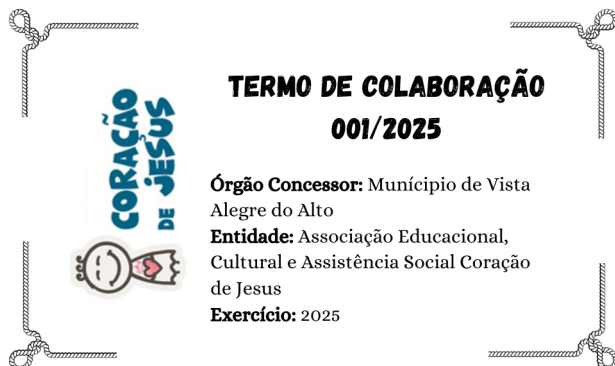 CORAÇÃO
DE JESUS
TERMO DE COLABORAÇÃO
001/2025
Órgão Concessor: Munícipio de Vista
Alegre do Alto
Entidade: Associação Educacional,
Cultural e Assistência Social Coração
de Jesus
Exercício: 2025